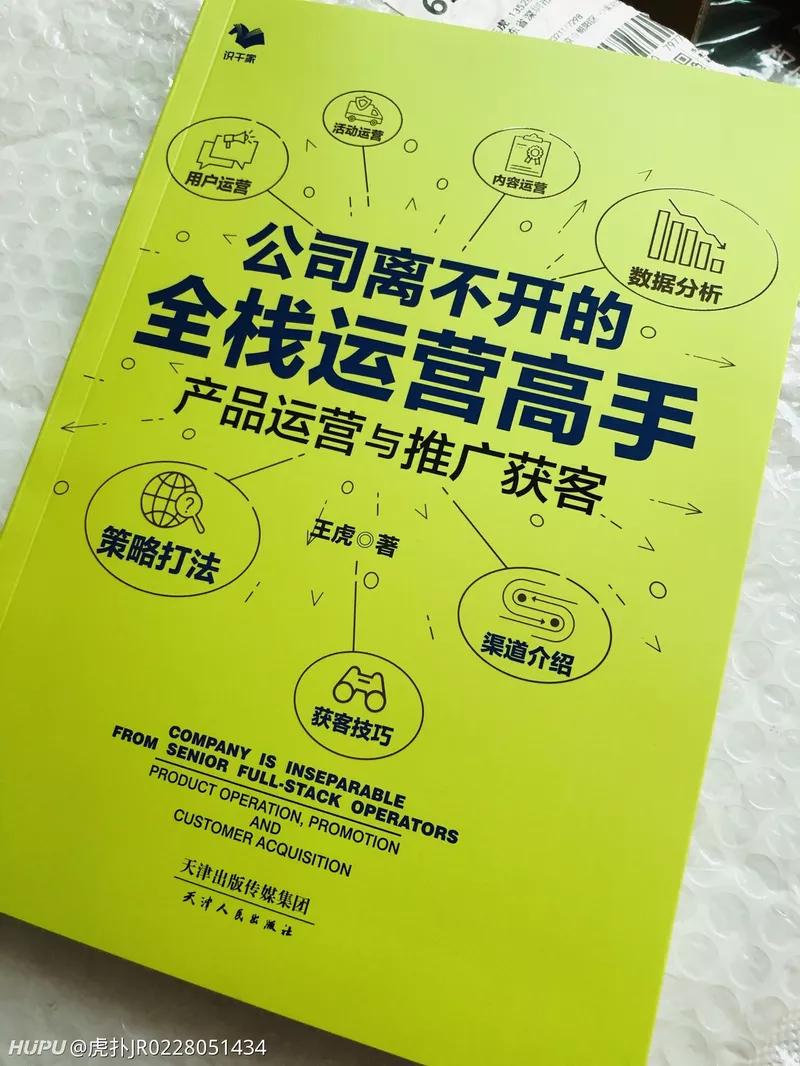 识干家
活动运营
用户运营
内容运营
数据分析
公司离不开的
全栈运营高手
产品运营与推广获客
王虎◎著
策略打法
?
渠道介绍
获客技巧
COMPANY IS INSEPARABLE
FROM SENIOR FULL-STACK OPERATORS
PRODUCT OPERATION, PROMOTION
AND
CUSTOMER ACQUISITION
天津出版传媒集团
天津人民出版社
HUPU @虎扑JR0228051434